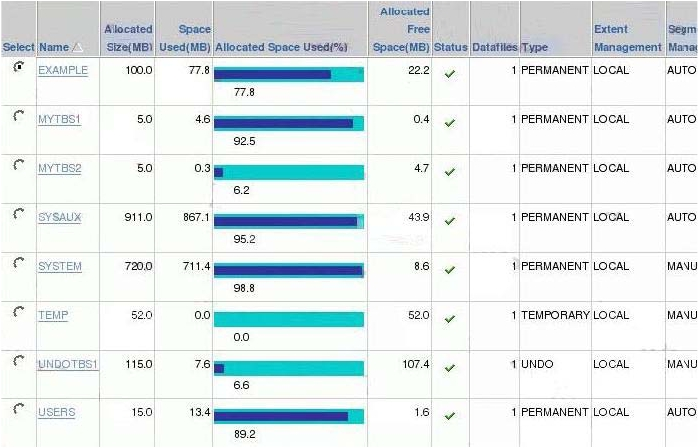 Allocated
Allocated Space Free Extent Segm
Select Name Size(MB) Used(MB) Allocated Space Used(%) Space(MB) Status Datafiles Type Management Mana
EXAMPLE 100.0 77.8 22.2 1 PERMANENT LOCAL AUTO
77.8
MYTBS1 5.0 4.6 0.4 1 PERMANENT LOCAL AUTO
92.5
MYTBS2 5.0 0.3 4.7 1 PERMANENT LOCAL AUTO
6.2
SYSAUX 911.0 867.1 43.9 1 PERMANENT LOCAL AUTO
95.2
SYSTEM 720.0 711.4 8.6 1 PERMANENT LOCAL MANU
98.8
TEMP 52.0 0.0 52.0 1 TEMPORARY LOCAL MANU
0.0
UNDOTBS1 115.0 7.6 107.4 1 UNDO LOCAL MANU
6.6
USERS 15.0 13.4 1.6 1 PERMANENT LOCAL AUTO
89.2